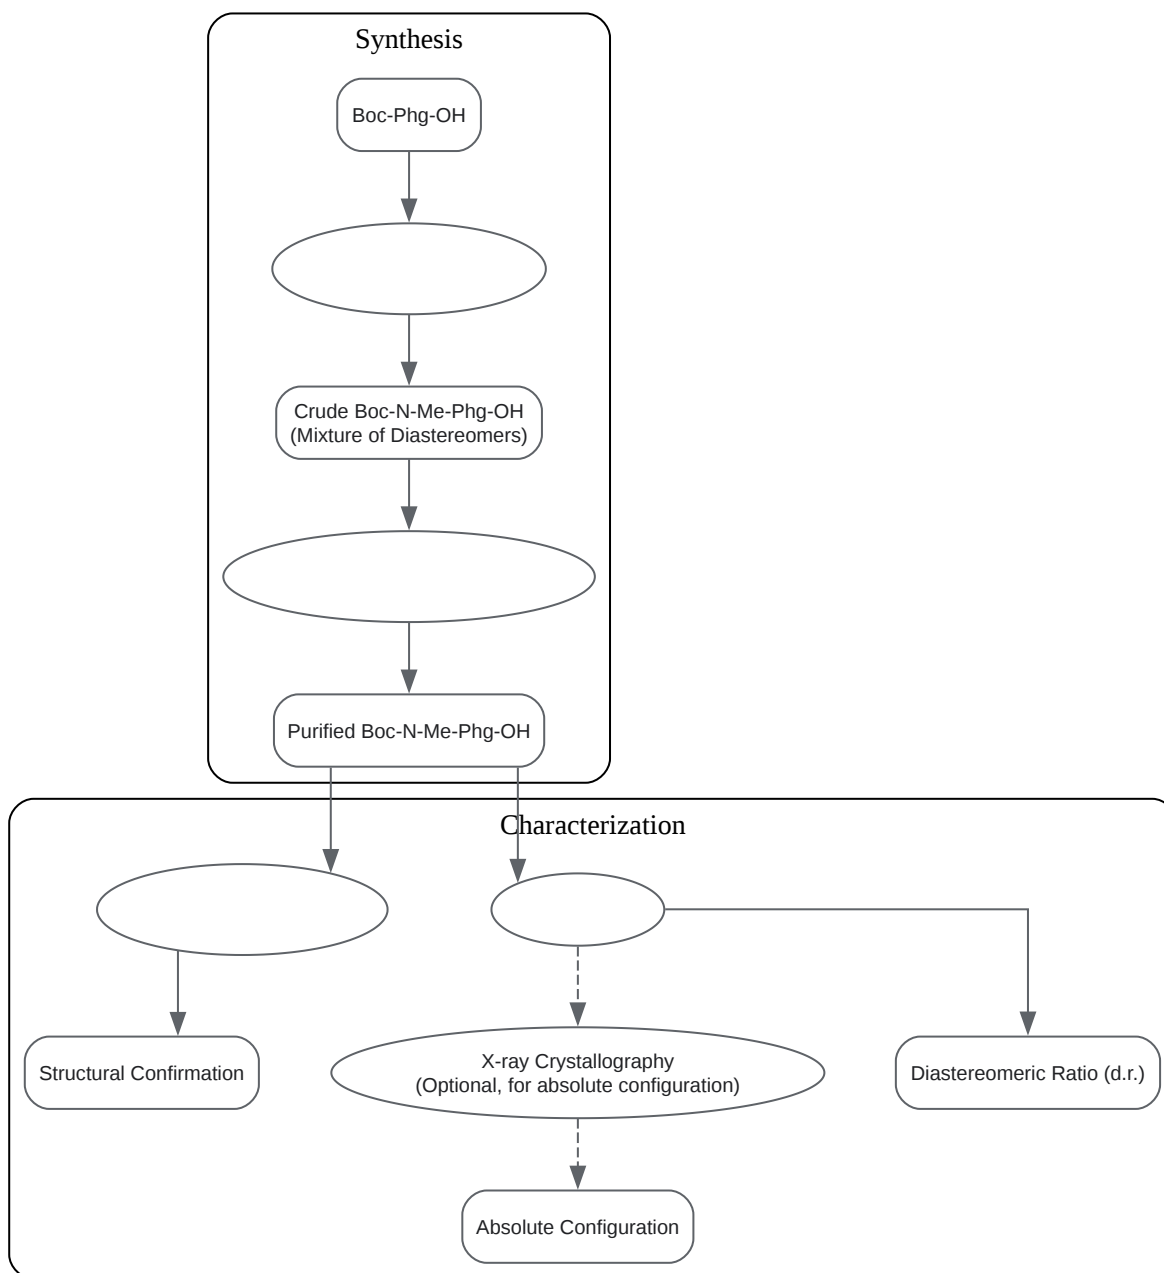 Synthesis
Boc-Phg-OH
Crude Boc-N-Me-Phg-OH
(Mixture of Diastereomers)
Purified Boc-N-Me-Phg-OH
Characterization
Structural Confirmation
X-ray Crystallography
(Optional, for absolute configuration)
Diastereomeric Ratio (d.r.)
Absolute Configuration